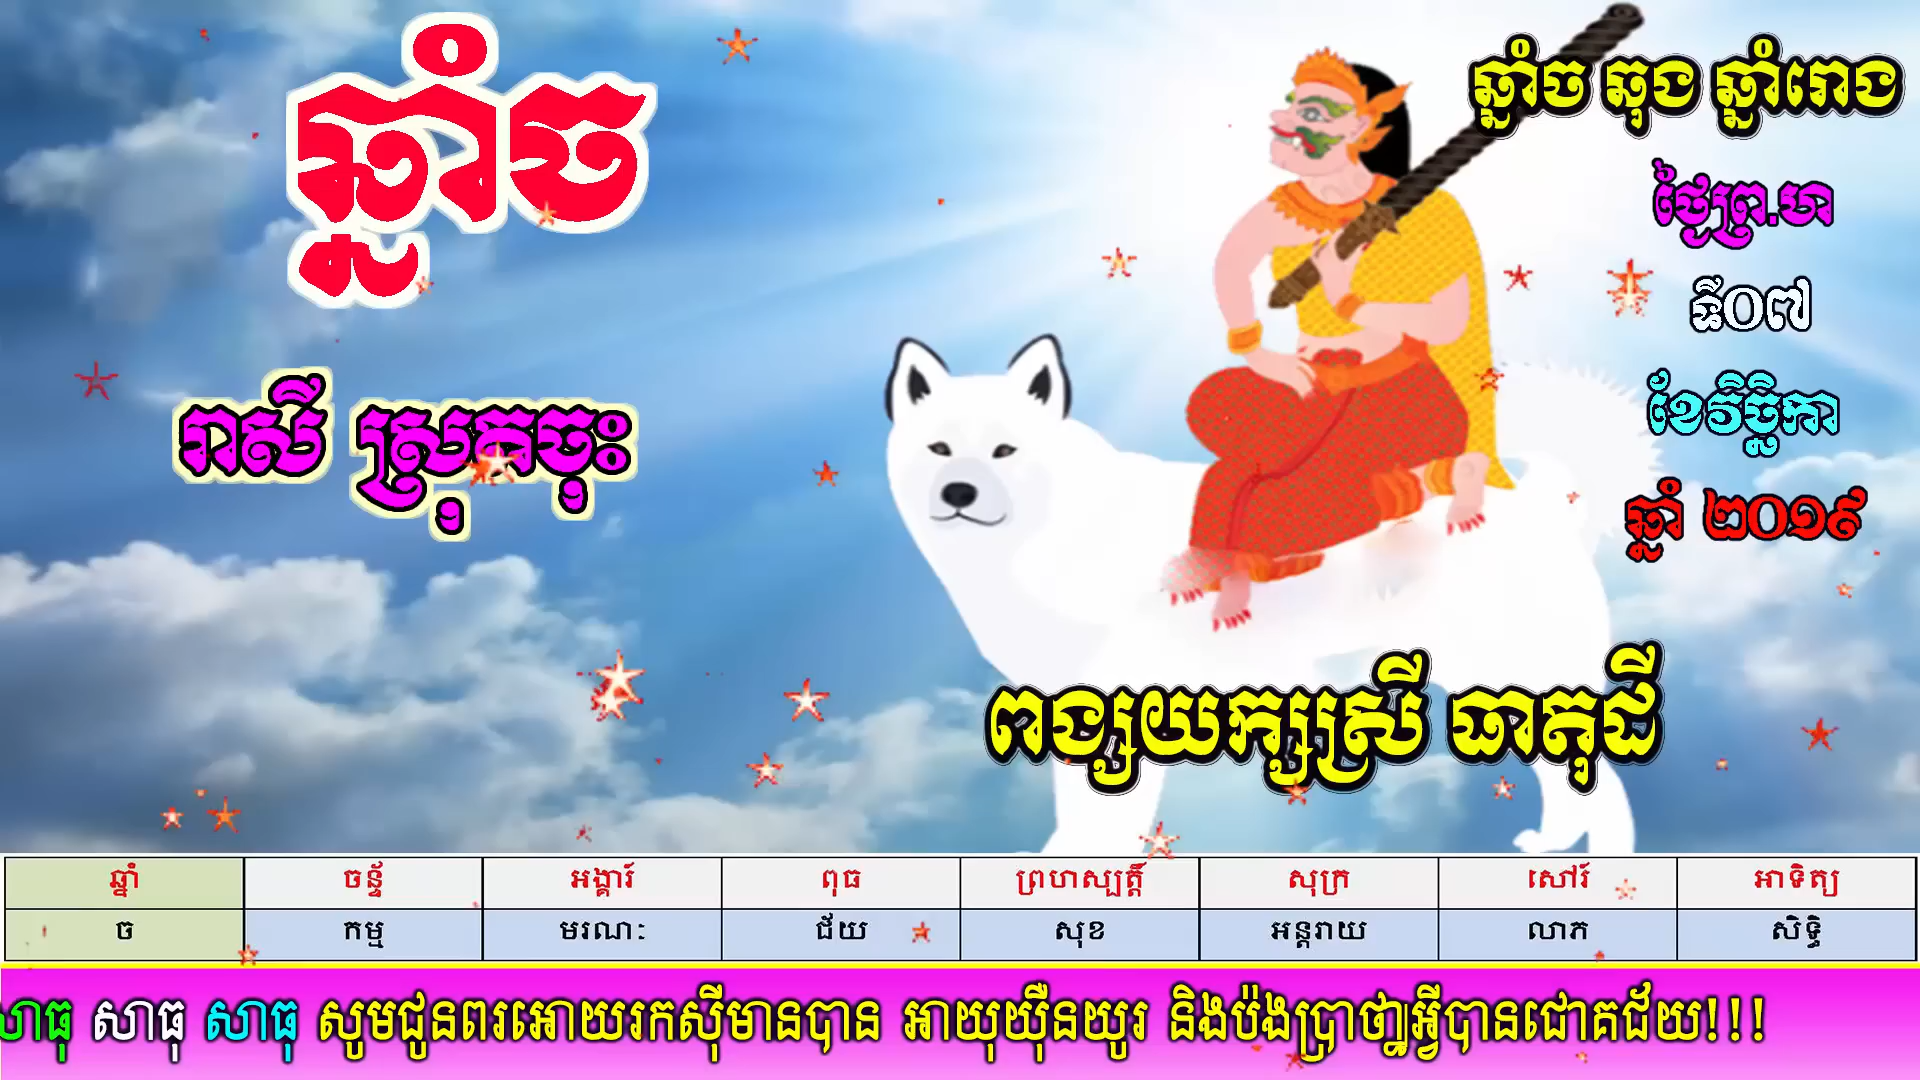 ឆ្នាំច
រាសី ស្រុកចុះ
ឆ្នាំច ឆុង ឆ្នាំរោង
ថ្ងៃព្រ.ហ
ទី០៧
ខែវិច្ឆិកា
ឆ្នាំ ២០១៩
ពង្សយក្សស្រី ធាតុដី
ឆ្នាំ ចន្ទ័ អង្គារ៍ ពុធ ព្រហស្បត្តិ៍ សុក្រ សៅរ៍ អាទិត្យ
ច កម្ម មរណៈ ជ័យ សុខ អន្តរាយ លាភ សិទ្ធិ
សាធុ សាធុ សាធុ សូមជូនពរអោយរកស៊ីមានបាន អាយុយ៉ឺនយូរ និងប៉ងប្រាថ្នាអ្វីបានជោគជ័យ!!!